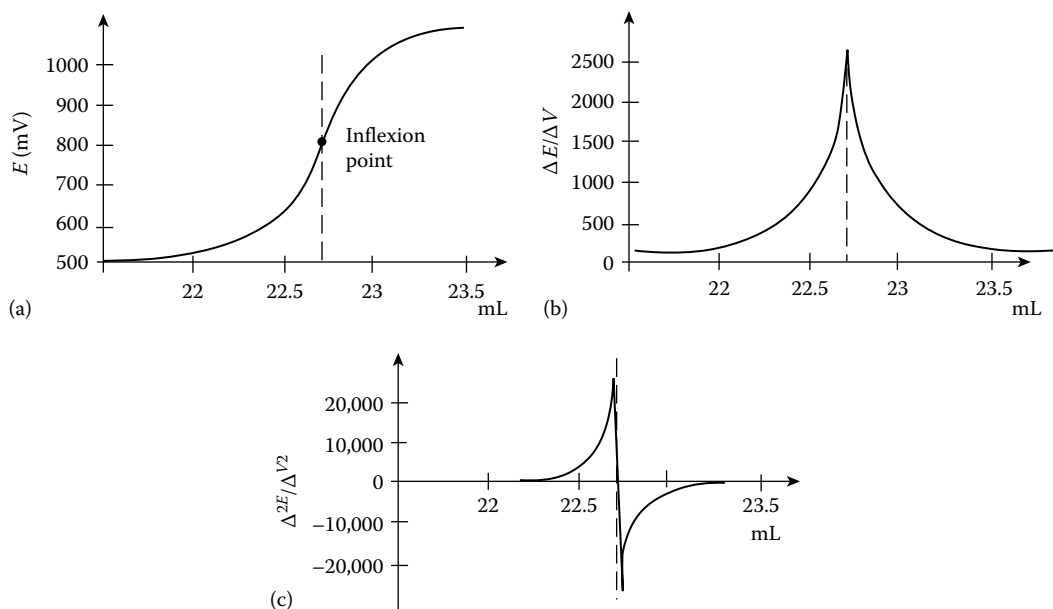 E (mV)
1000
900
800
700
600
500
Inflexion
point
22
22.5
23
23.5
mL
(a)
ΔE/ΔV
2500
2000
1500
1000
500
0
22
22.5
23
23.5
mL
(b)
Δ2E/ΔV2
20,000
10,000
0
−10,000
−20,000
22
22.5
23.5
mL
(c)